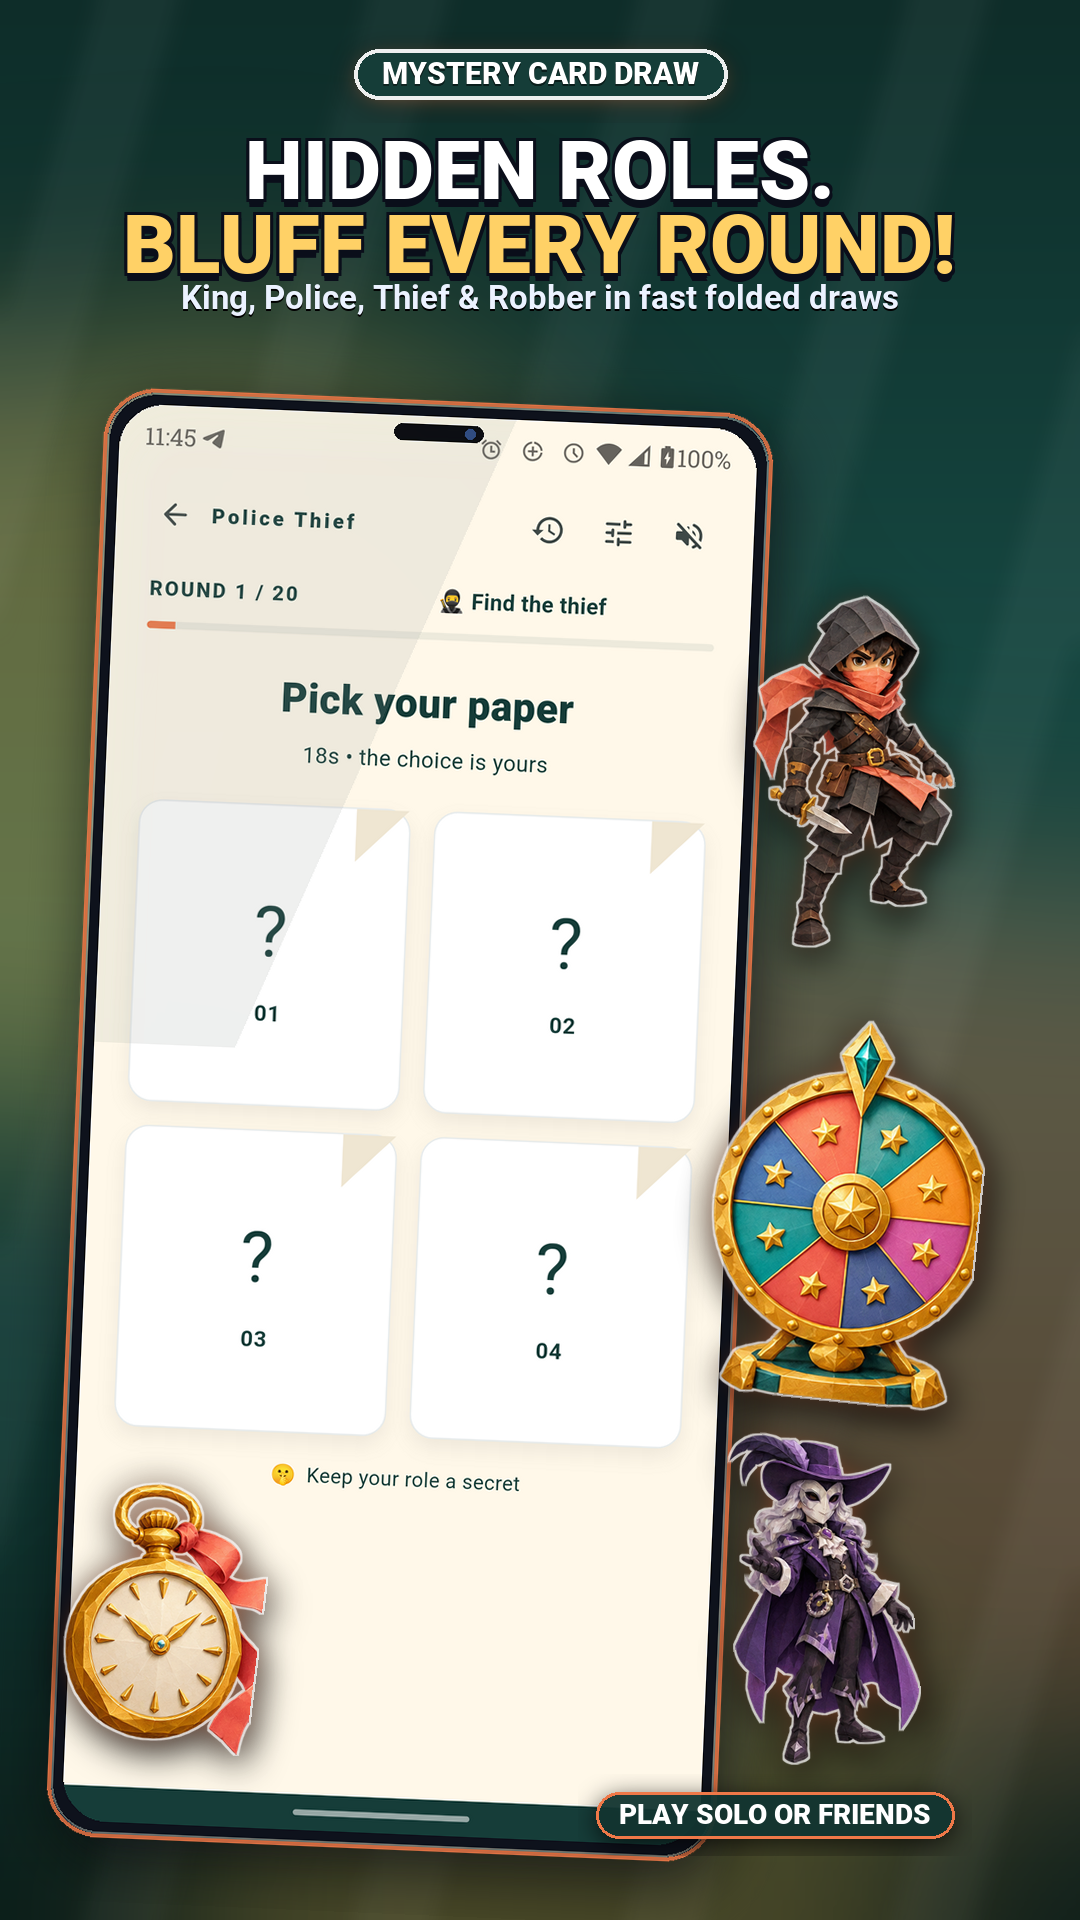 MYSTERY CARD DRAW
HIDDEN ROLES.
BLUFF EVERY ROUND!
King, Police, Thief & Robber in fast folded draws
11:45
100%
Police Thief
ROUND 1 / 20
Find the thief
Pick your paper
18s • the choice is yours
?
01
?
02
?
03
?
04
Keep your role a secret
PLAY SOLO OR FRIENDS